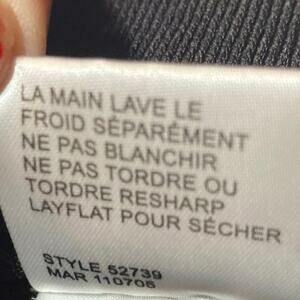 LA MAIN LAVE LE
FROID SÉPARÉMENT
NE PAS BLANCHIR
NE PAS TORDRE OU
TORDRE RESHARP
LAYFLAT POUR SÉCHER
STYLE 52739
MAR 110705